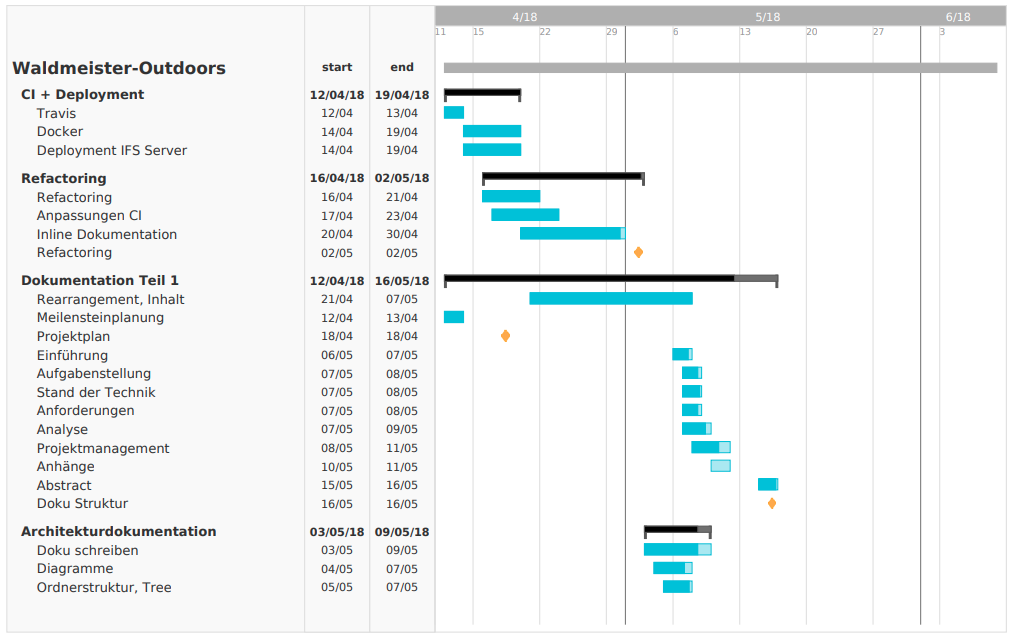 4/18 5/18 6/18
11 15 22 29 6 13 20 27 3
Waldmeister-Outdoors start end
CI + Deployment 12/04/18 19/04/18
Travis 12/04 13/04
Docker 14/04 19/04
Deployment IFS Server 14/04 19/04
Refactoring 16/04/18 02/05/18
Refactoring 16/04 21/04
Anpassungen CI 17/04 23/04
Inline Dokumentation 20/04 30/04
Refactoring 02/05 02/05
Dokumentation Teil 1 12/04/18 16/05/18
Rearrangement, Inhalt 21/04 07/05
Meilensteinplanung 12/04 13/04
Projektplan 18/04 18/04
Einführung 06/05 07/05
Aufgabenstellung 07/05 08/05
Stand der Technik 07/05 08/05
Anforderungen 07/05 08/05
Analyse 07/05 09/05
Projektmanagement 08/05 11/05
Anhänge 10/05 11/05
Abstract 15/05 16/05
Doku Struktur 16/05 16/05
Architekturdokumentation 03/05/18 09/05/18
Doku schreiben 03/05 09/05
Diagramme 04/05 07/05
Ordnerstruktur, Tree 05/05 07/05